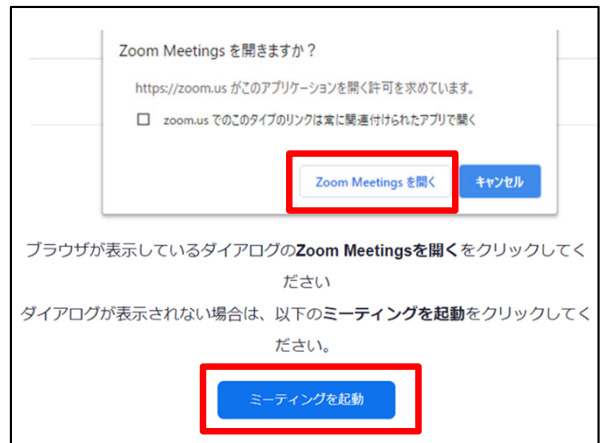 Zoom Meetings を開きますか？
https://zoom.us がこのアプリケーションを開く許可を求めています。
zoom.us でのこのタイプのリンクは常に関連付けられたアプリで開く
Zoom Meetings を開く
キャンセル
ブラウザが表示しているダイアログのZoom Meetingsを開くをクリックしてく
ださい
ダイアログが表示されない場合は、以下のミーティングを起動をクリックしてく
ださい。
ミーティングを起動